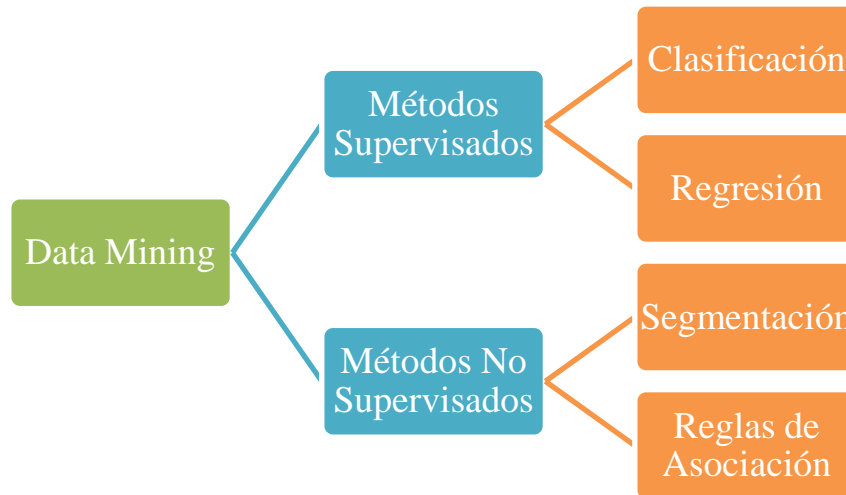 Data Mining
Métodos
Supervisados
Clasificación
Regresión
Métodos No
Supervisados
Segmentación
Reglas de
Asociación